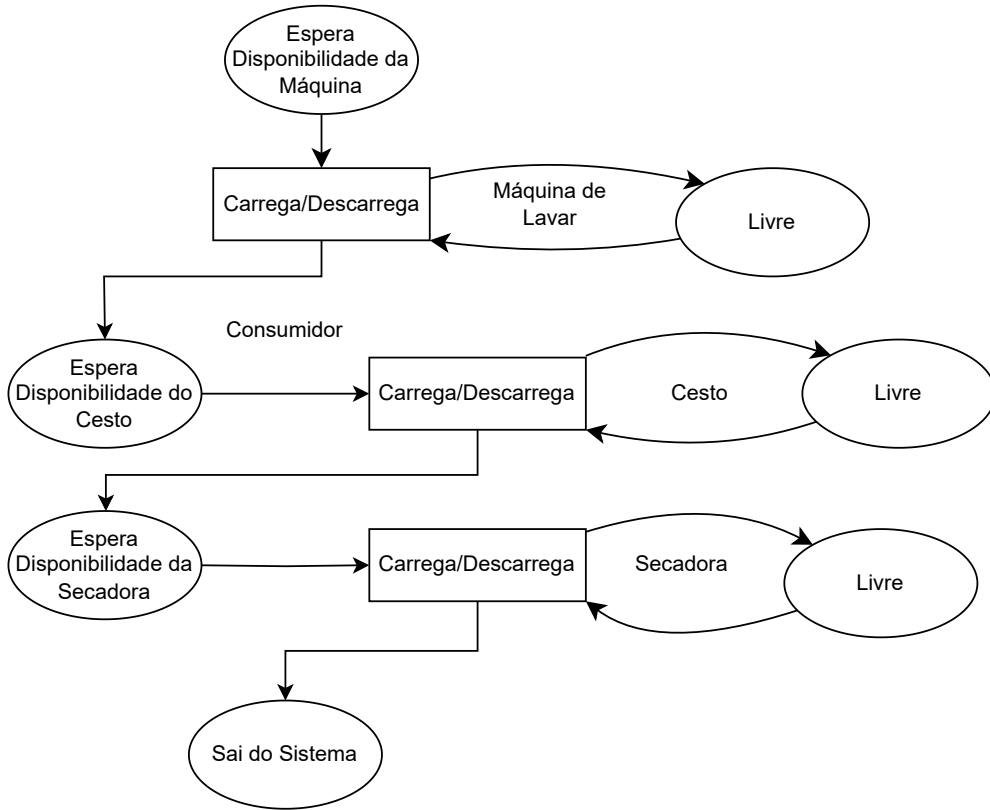 Espera
Disponibilidade da
Máquina
Carrega/Descarrega
Máquina de
Lavar
Livre
Consumidor
Espera
Disponibilidade do
Cesto
Carrega/Descarrega
Cesto
Livre
Espera
Disponibilidade da
Secadora
Carrega/Descarrega
Secadora
Livre
Sai do Sistema